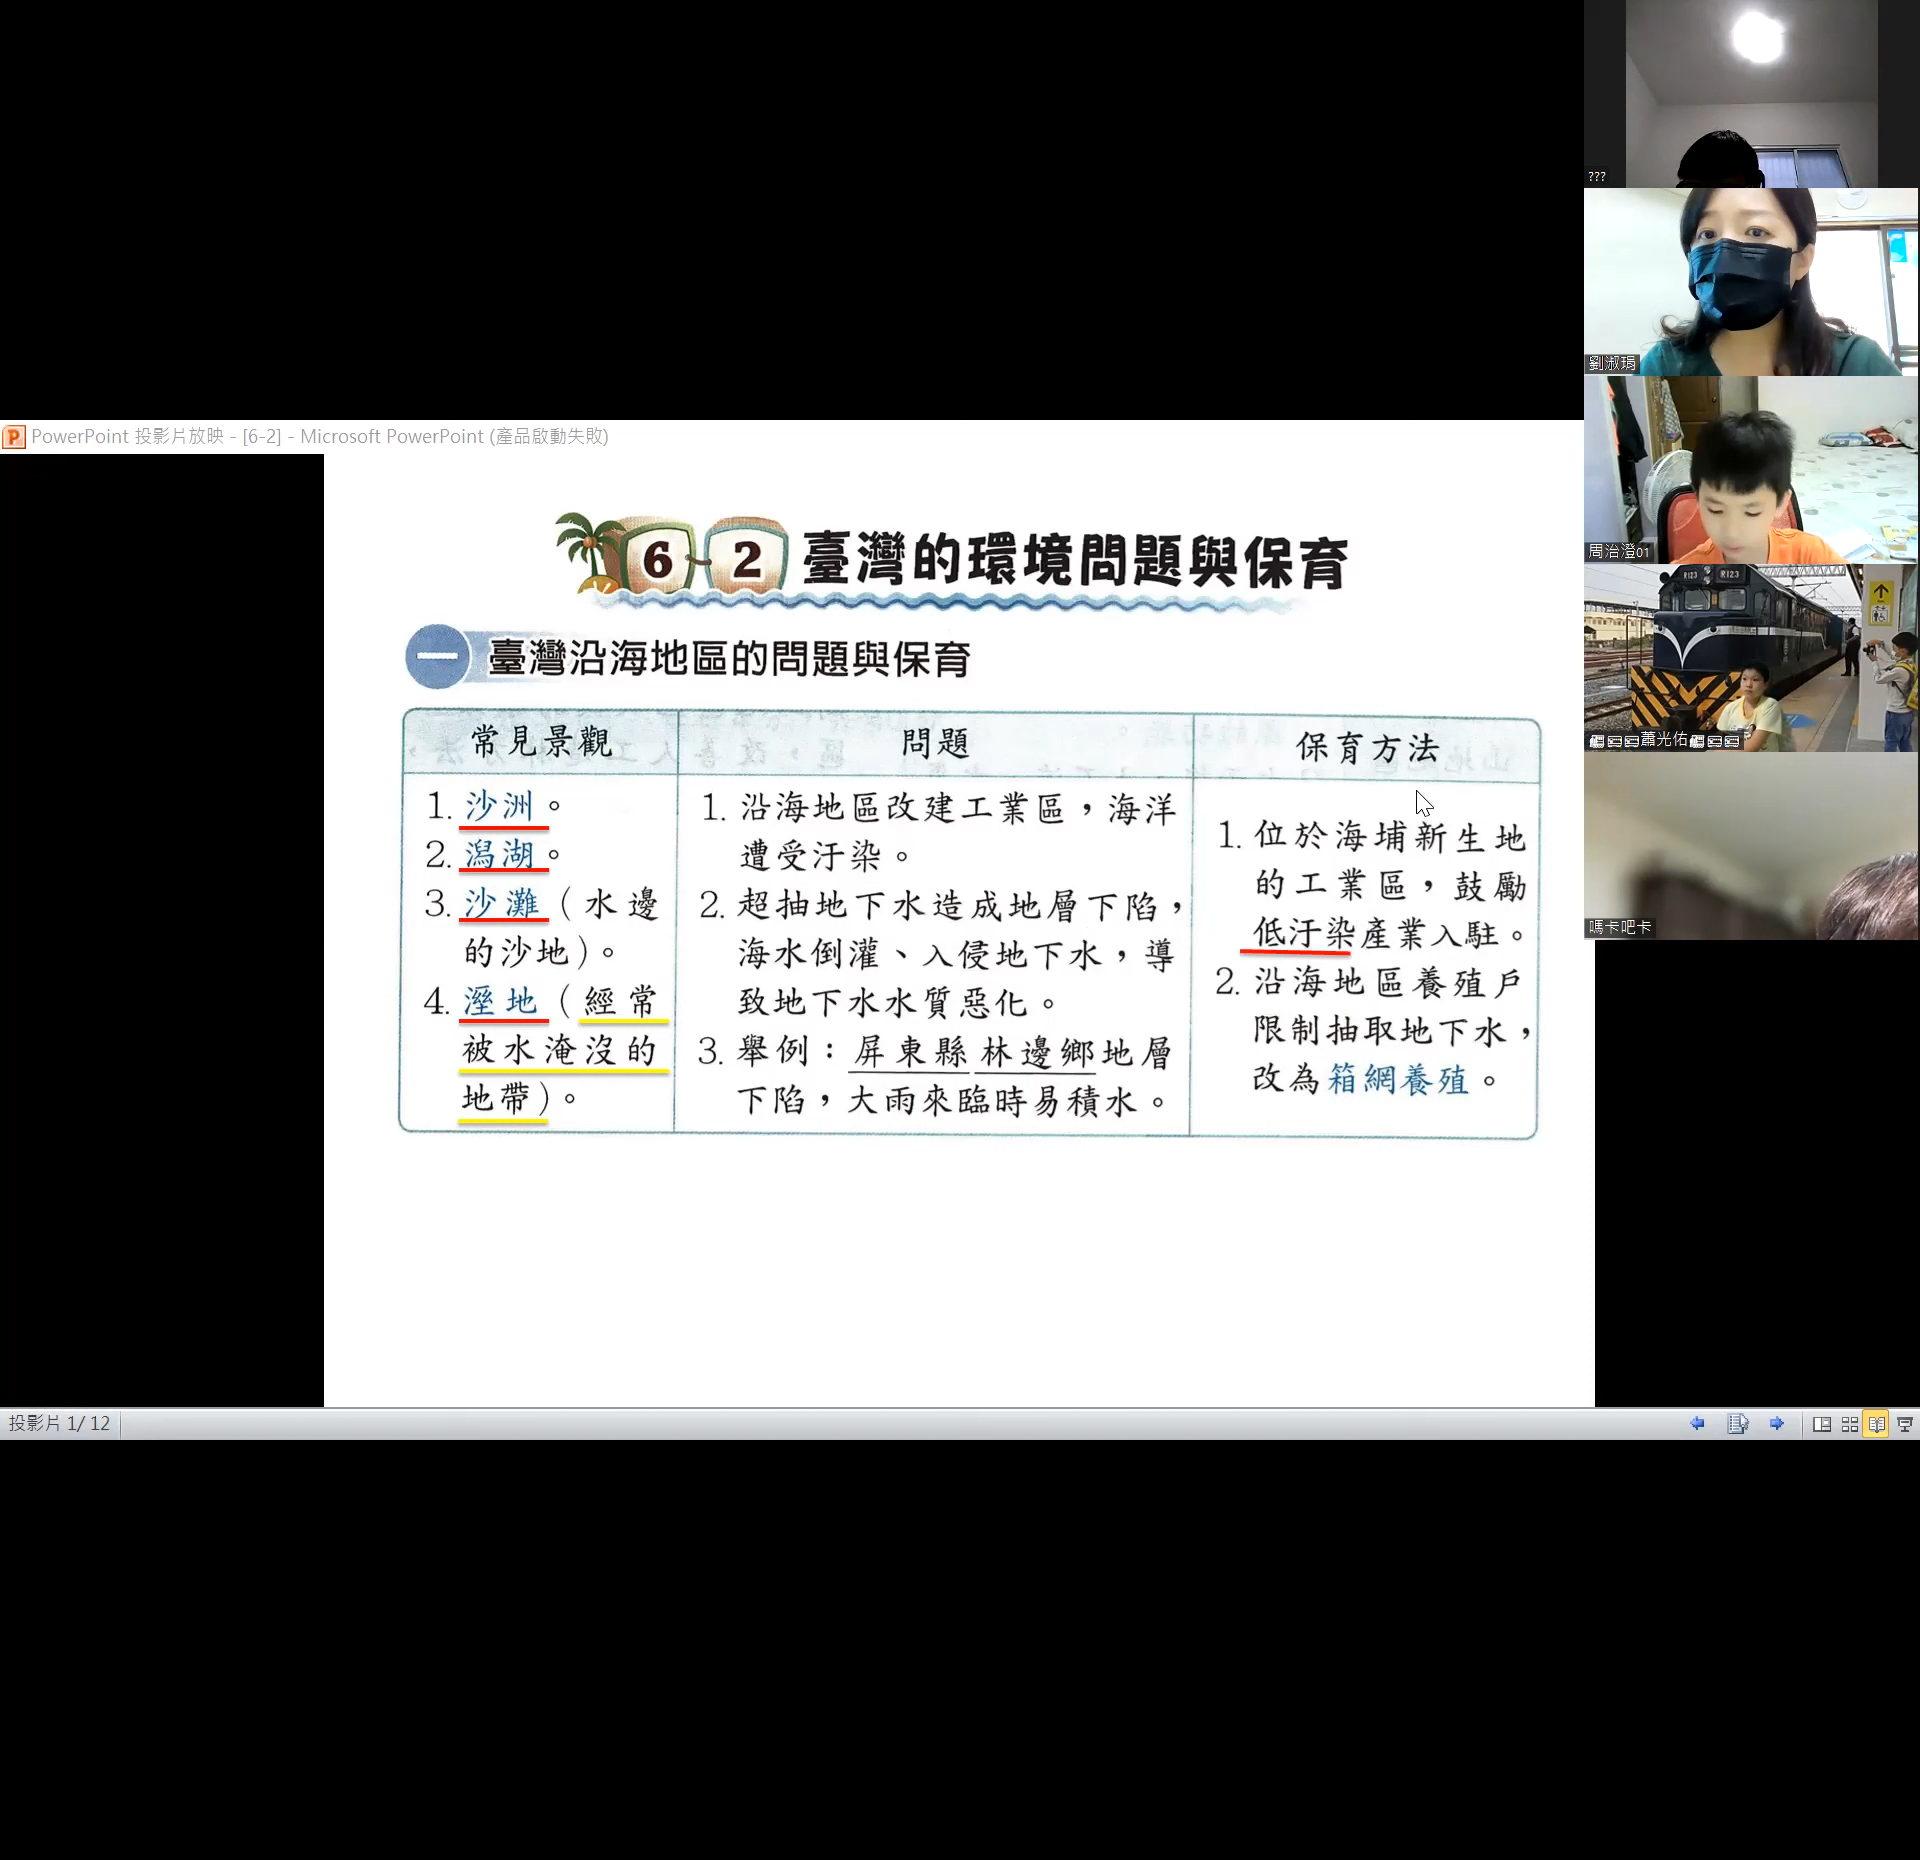 ???
劉淑琄
周治澄01
R123 R123
蕭光佑
嗎卡吧卡
PowerPoint 投影片放映 - [6-2] - Microsoft PowerPoint (產品啟動失敗)
6-2 臺灣的環境問題與保育
一 臺灣沿海地區的問題與保育
常見景觀
1. 沙洲。
2. 潟湖。
3. 沙灘（水邊
的沙地）。
4. 溼地（經常
被水淹沒的
地帶）。
問題
1. 沿海地區改建工業區，海洋
遭受汙染。
2. 超抽地下水造成地層下陷，
海水倒灌、入侵地下水，導
致地下水水質惡化。
3. 舉例：屏東縣林邊鄉地層
下陷，大雨來臨時易積水。
保育方法
1. 位於海埔新生地
的工業區，鼓勵
低汙染產業入駐。
2. 沿海地區養殖戶
限制抽取地下水，
改為箱網養殖。
投影片 1/ 12